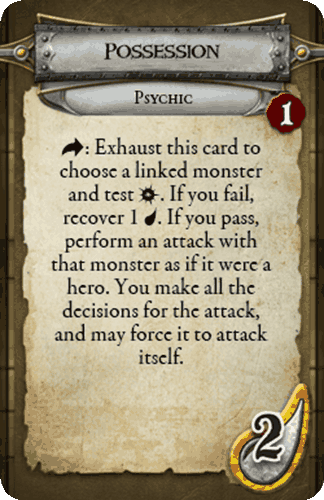 Possession
Psychic
1
: Exhaust this card to
choose a linked monster
and test . If you fail,
recover 1 . If you pass,
perform an attack with
that monster as if it were a
hero. You make all the
decisions for the attack,
and may force it to attack
itself.
2